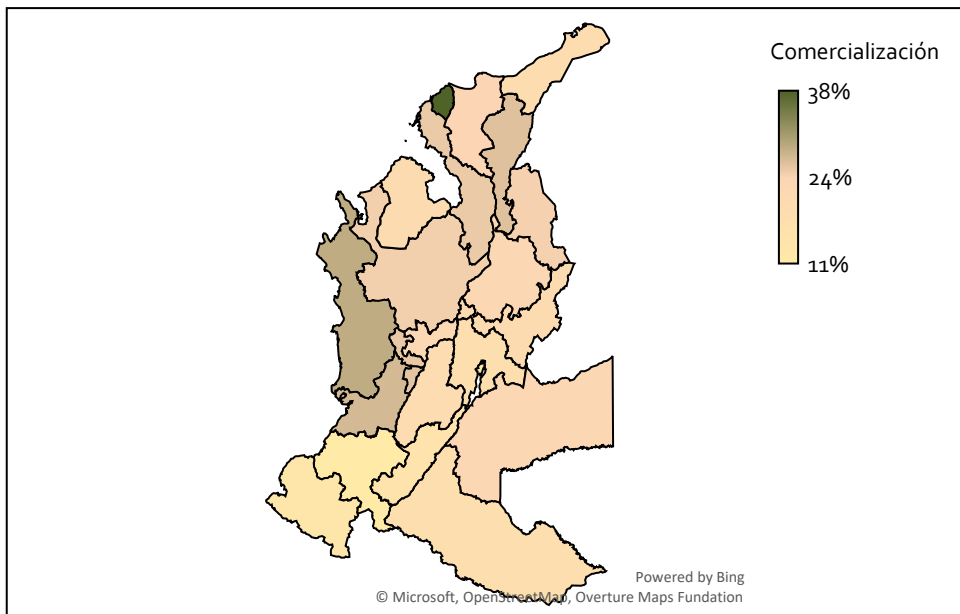 Comercialización
38%
24%
11%
Powered by Bing
© Microsoft, OpenStreetMap, Overture Maps Fundation